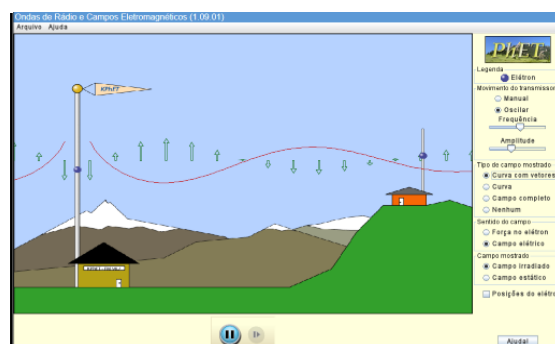 Ondas de Rádio e Campos Eletromagnéticos (1.09.01)
Arquivo Ajuda
KPhET
PhET
Legenda
Elétron
Movimento do transmissor
Manual
Oscilar
Frequência
Amplitude
Tipo de campo mostrado
Curva com vetores
Curva
Campo completo
Nenhum
Sentido do campo
Força no elétron
Campo elétrico
Campo mostrado
Campo irradiado
Campo estático
Posições do elétro
Ajuda!